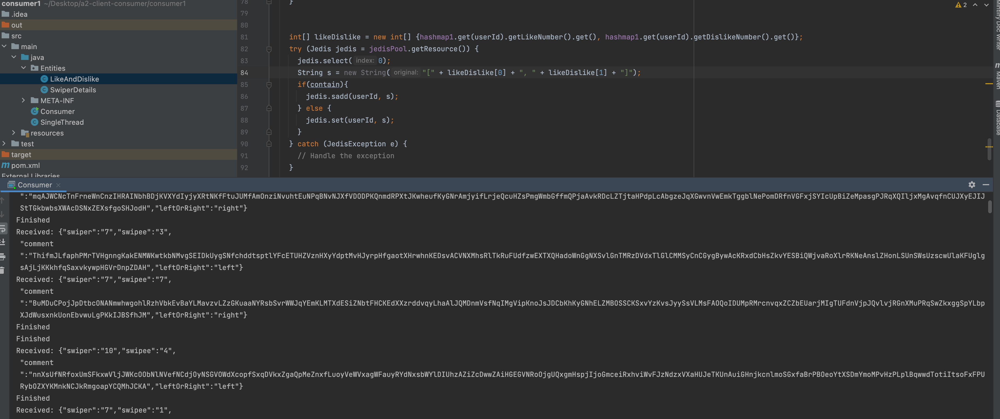 consumer1 ~/Desktop/a2-client-consumer/consumer1
.idea
out
src
main
java
Entities
LikeAndDislike
SwiperDetails
META-INF
Consumer
SingleThread
resources
test
target
pom.xml
External Libraries
78 }
79
80
81 int[] likeDislike = new int[] {hashmap1.get(userId).getLikeNumber().get(), hashmap1.get(userId).getDislikeNumber().get()};
82 try (Jedis jedis = jedisPool.getResource()) {
83 jedis.select( index: 0);
84 String s = new String( original: "[" + likeDislike[0] + ", " + likeDislike[1] + "]");
85 if(contain){
86 jedis.sadd(userId, s);
87 } else {
88 jedis.set(userId, s);
89 }
90 } catch (JedisException e) {
91 // Handle the exception
92 }
2
Mintlify Doc Writer
Maven
Database
Consumer
StTGkbwbsXWAcDSNxZEXsfgoSHJodH","leftOrRight":"right"}
Finished
Received: {"swiper":"7","swipee":"3",
"comment
sAjLjKKkhfqSaxvkywpHGVrDnpZDAH","leftOrRight":"left"}
Received: {"swiper":"7","swipee":"7",
"comment
XJdWusxnkUonEbvwuLgPKkIJBSfhJM","leftOrRight":"right"}
Finished
Finished
Received: {"swiper":"10","swipee":"4",
"comment
RybOZXYKMnkNCJkRmgoapYCQMhJCKA","leftOrRight":"left"}
Finished
Received: {"swiper":"7","swipee":"1",